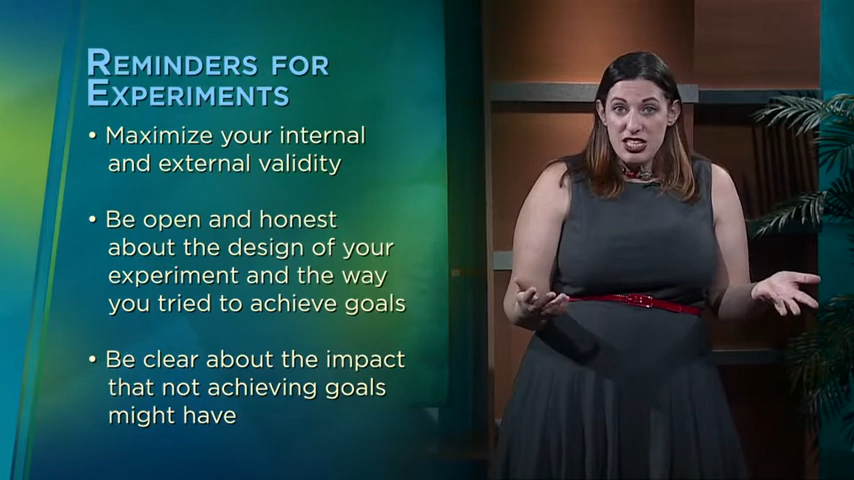 REMINDERS FOR
EXPERIMENTS
• Maximize your internal
and external validity
• Be open and honest
about the design of your
experiment and the way
you tried to achieve goals
• Be clear about the impact
that not achieving goals
might have